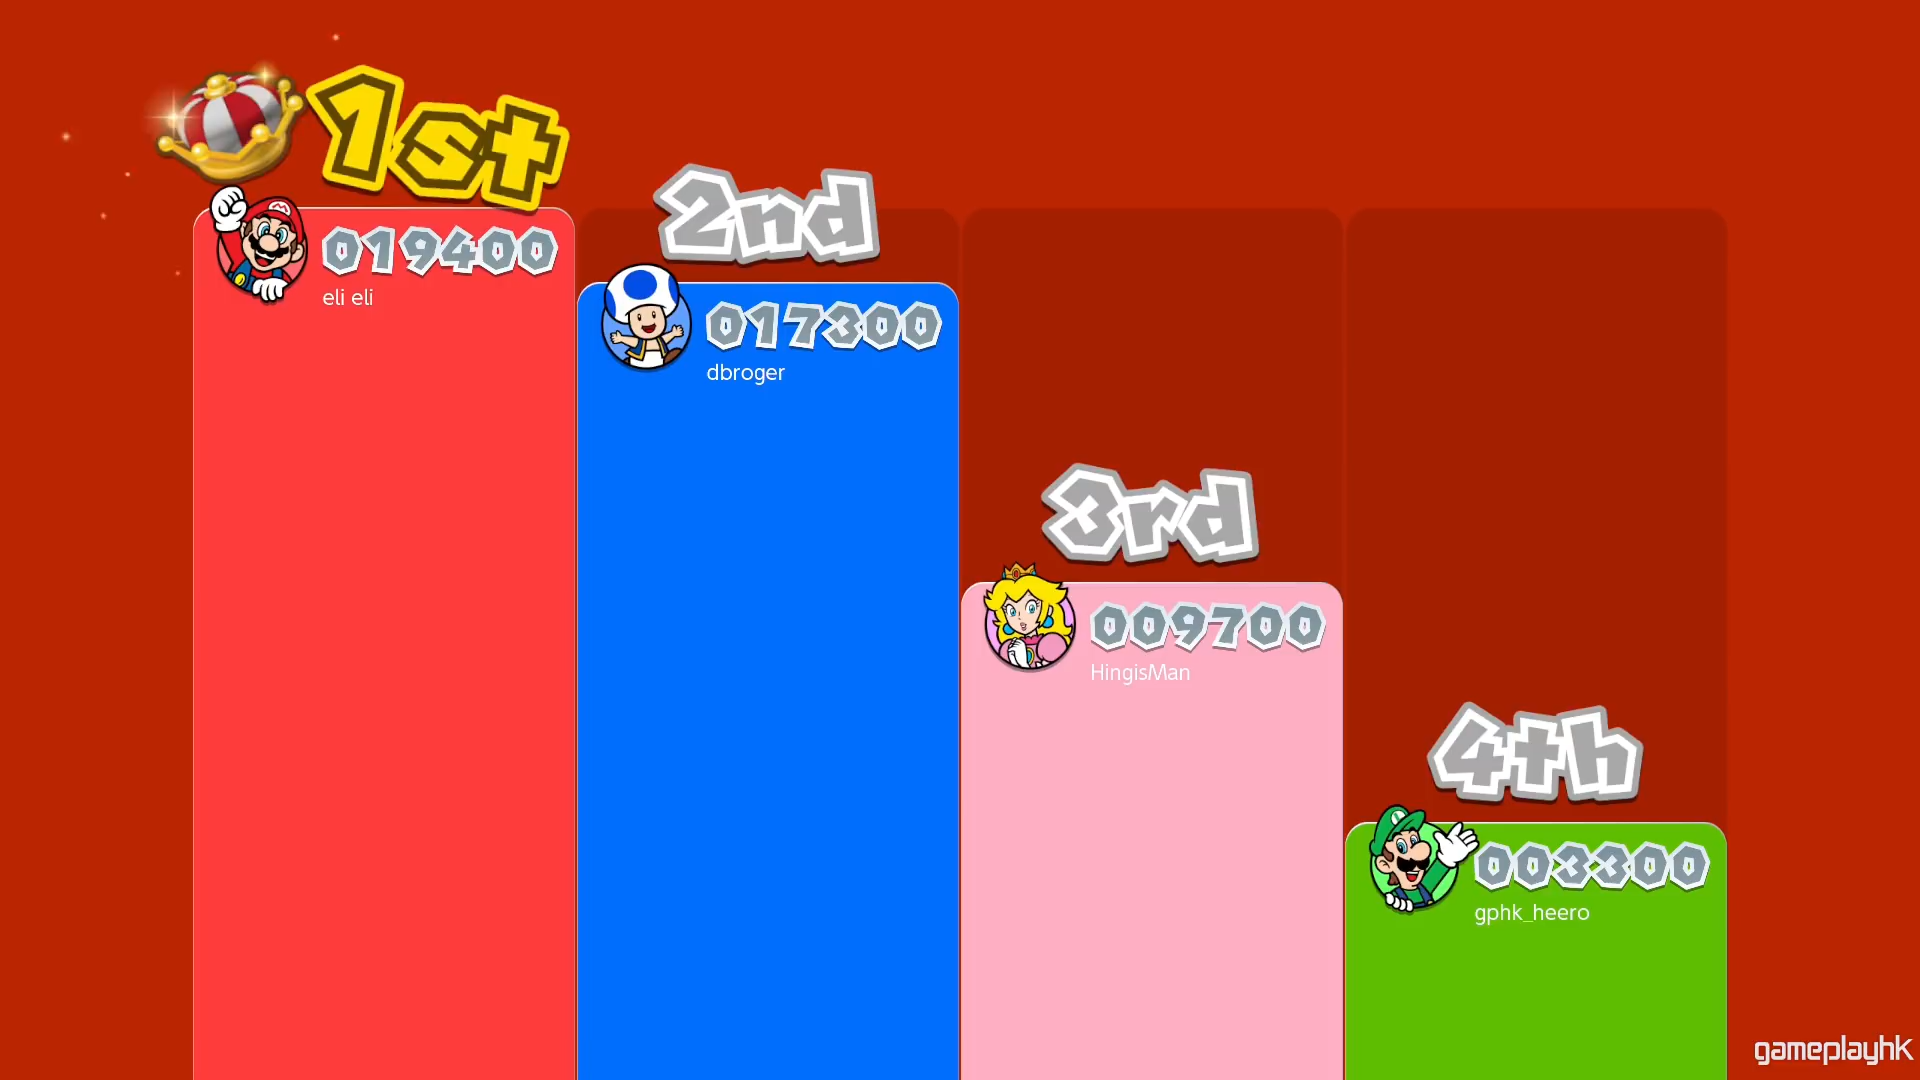 1st
019400
eli eli
2nd
017300
dbroger
3rd
009700
HingisMan
4th
003300
gphk_heero
gameplayhk